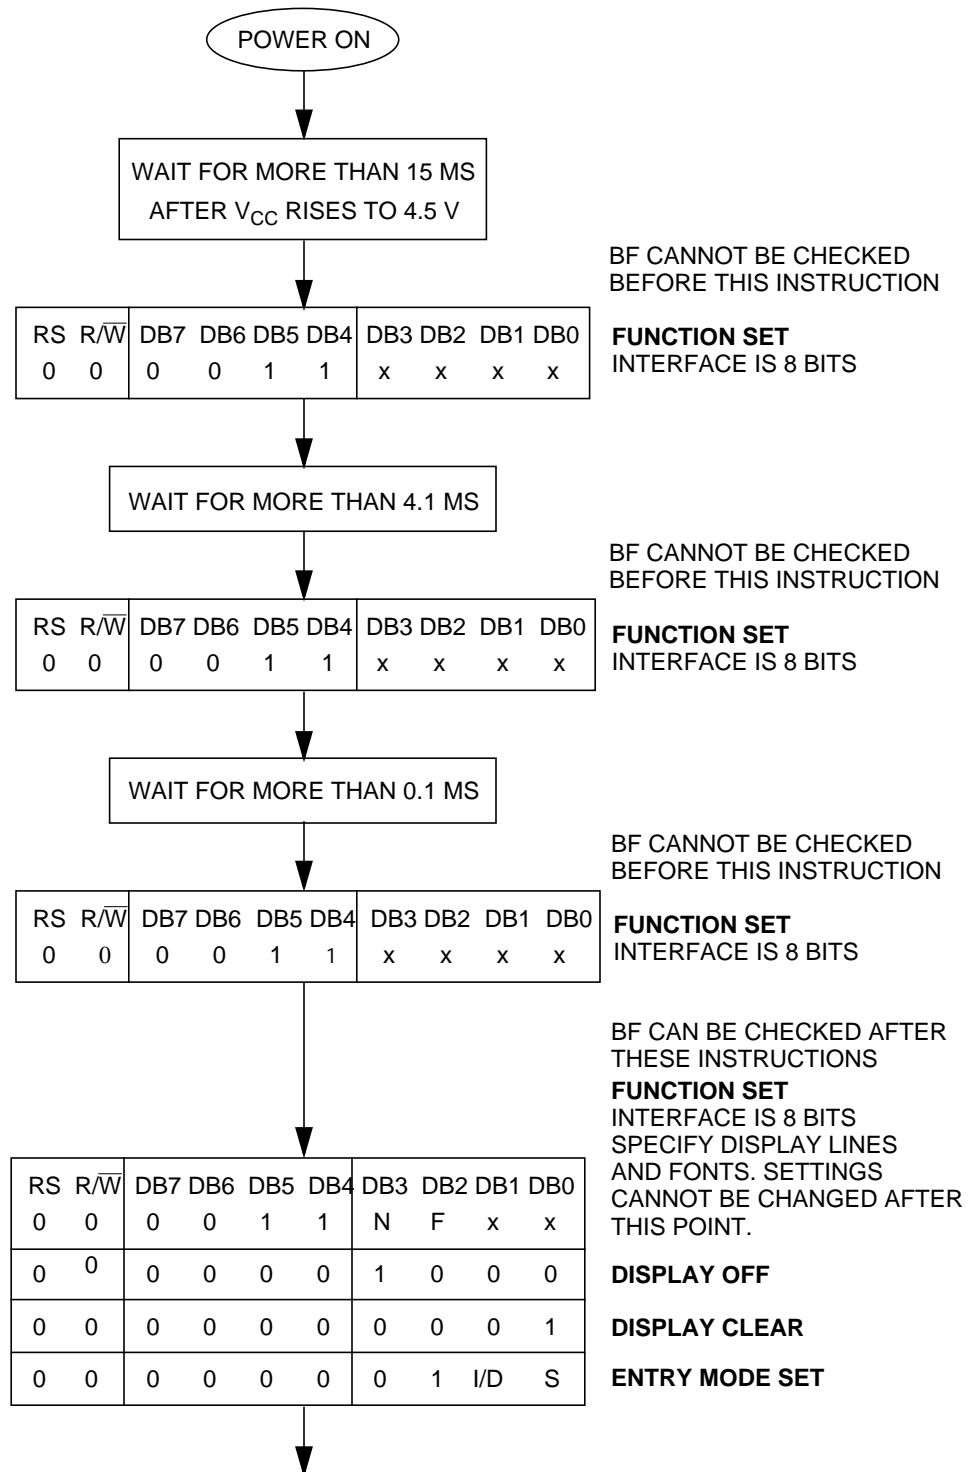 POWER ON
WAIT FOR MORE THAN 15 MS
AFTER VCC RISES TO 4.5 V
BF CANNOT BE CHECKED
BEFORE THIS INSTRUCTION
RS R/W̅ DB7 DB6 DB5 DB4 DB3 DB2 DB1 DB0
0 0 0 0 1 1 x x x x
FUNCTION SET
INTERFACE IS 8 BITS
WAIT FOR MORE THAN 4.1 MS
BF CANNOT BE CHECKED
BEFORE THIS INSTRUCTION
RS R/W̅ DB7 DB6 DB5 DB4 DB3 DB2 DB1 DB0
0 0 0 0 1 1 x x x x
FUNCTION SET
INTERFACE IS 8 BITS
WAIT FOR MORE THAN 0.1 MS
BF CANNOT BE CHECKED
BEFORE THIS INSTRUCTION
RS R/W̅ DB7 DB6 DB5 DB4 DB3 DB2 DB1 DB0
0 0 0 0 1 1 x x x x
FUNCTION SET
INTERFACE IS 8 BITS
BF CAN BE CHECKED AFTER
THESE INSTRUCTIONS
FUNCTION SET
INTERFACE IS 8 BITS
SPECIFY DISPLAY LINES
AND FONTS. SETTINGS
CANNOT BE CHANGED AFTER
THIS POINT.
RS R/W̅ DB7 DB6 DB5 DB4 DB3 DB2 DB1 DB0
0 0 0 0 1 1 N F x x
0 0 0 0 0 0 1 0 0 0
DISPLAY OFF
0 0 0 0 0 0 0 0 0 1
DISPLAY CLEAR
0 0 0 0 0 0 0 1 I/D S
ENTRY MODE SET